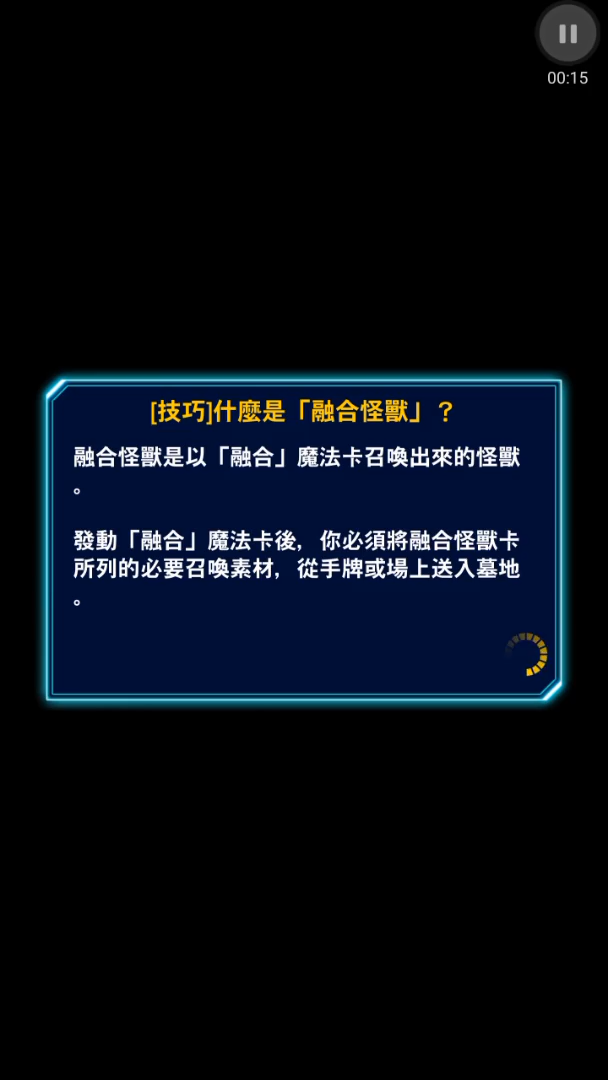 00:15
[技巧]什麼是「融合怪獸」？
融合怪獸是以「融合」魔法卡召喚出來的怪獸
。
發動「融合」魔法卡後，你必須將融合怪獸卡
所列的必要召喚素材，從手牌或場上送入墓地
。